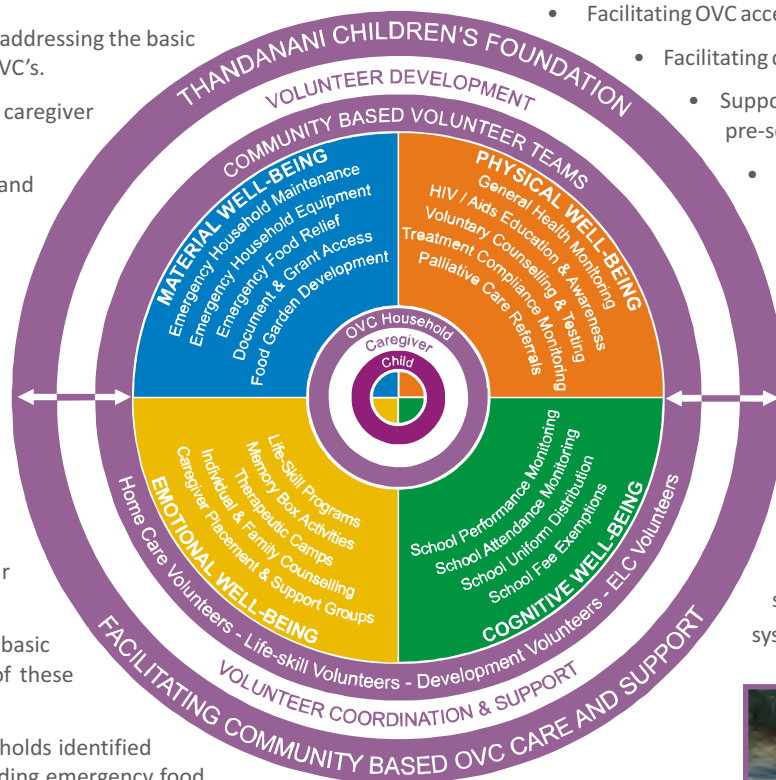 addressing the basic
VC's.
caregiver
and
r
basic
of these
holds identified
ding emergency food
• Facilitating OVC acce
• Facilitating c
• Suppo
pre-s
•
s
sys
THANDANANI CHILDREN'S FOUNDATION
VOLUNTEER DEVELOPMENT
COMMUNITY BASED VOLUNTEER TEAMS
MATERIAL WELL-BEING
Emergency Household Maintenance
Emergency Household Equipment
Emergency Food Relief
Document & Grant Access
Food Garden Development
PHYSICAL WELL-BEING
General Health Monitoring
HIV / Aids Education & Awareness
Voluntary Counselling & Testing
Treatment Compliance Monitoring
Palliative Care Referrals
OVC Household
Caregiver
Child
Life-Skill Programs
Memory Box Activities
Therapeutic Camps
Individual & Family Counselling
Caregiver Placement & Support Groups
EMOTIONAL WELL-BEING
School Performance Monitoring
School Attendance Monitoring
School Uniform Distribution
School Fee Exemptions
COGNITIVE WELL-BEING
Home Care Volunteers - Life-skill Volunteers - Development Volunteers - ELC Volunteers
VOLUNTEER COORDINATION & SUPPORT
FACILITATING COMMUNITY BASED OVC CARE AND SUPPORT